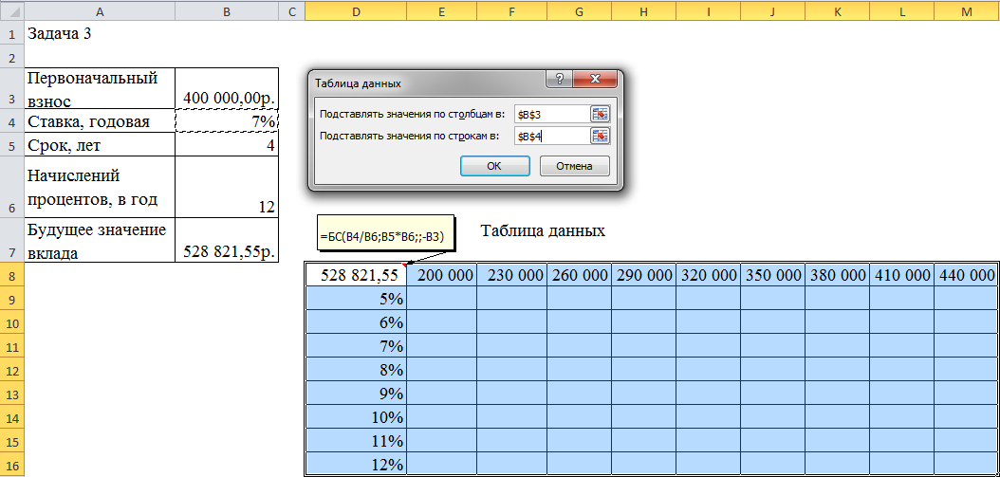 A B C D E F G H I J K L M
1 Задача 3
2
Первоначальный
3 взнос 400 000,00р.
4 Ставка, годовая 7%
5 Срок, лет 4
Начислений
6 процентов, в год 12
Будущее значение
7 вклада 528 821,55р.
Таблица данных
Подставлять значения по столбцам в: $B$3
Подставлять значения по строкам в: $B$4
ОК Отмена
=БС(B4/B6;B5*B6;;-B3) Таблица данных
8 528 821,55 200 000 230 000 260 000 290 000 320 000 350 000 380 000 410 000 440 000
9 5%
10 6%
11 7%
12 8%
13 9%
14 10%
15 11%
16 12%